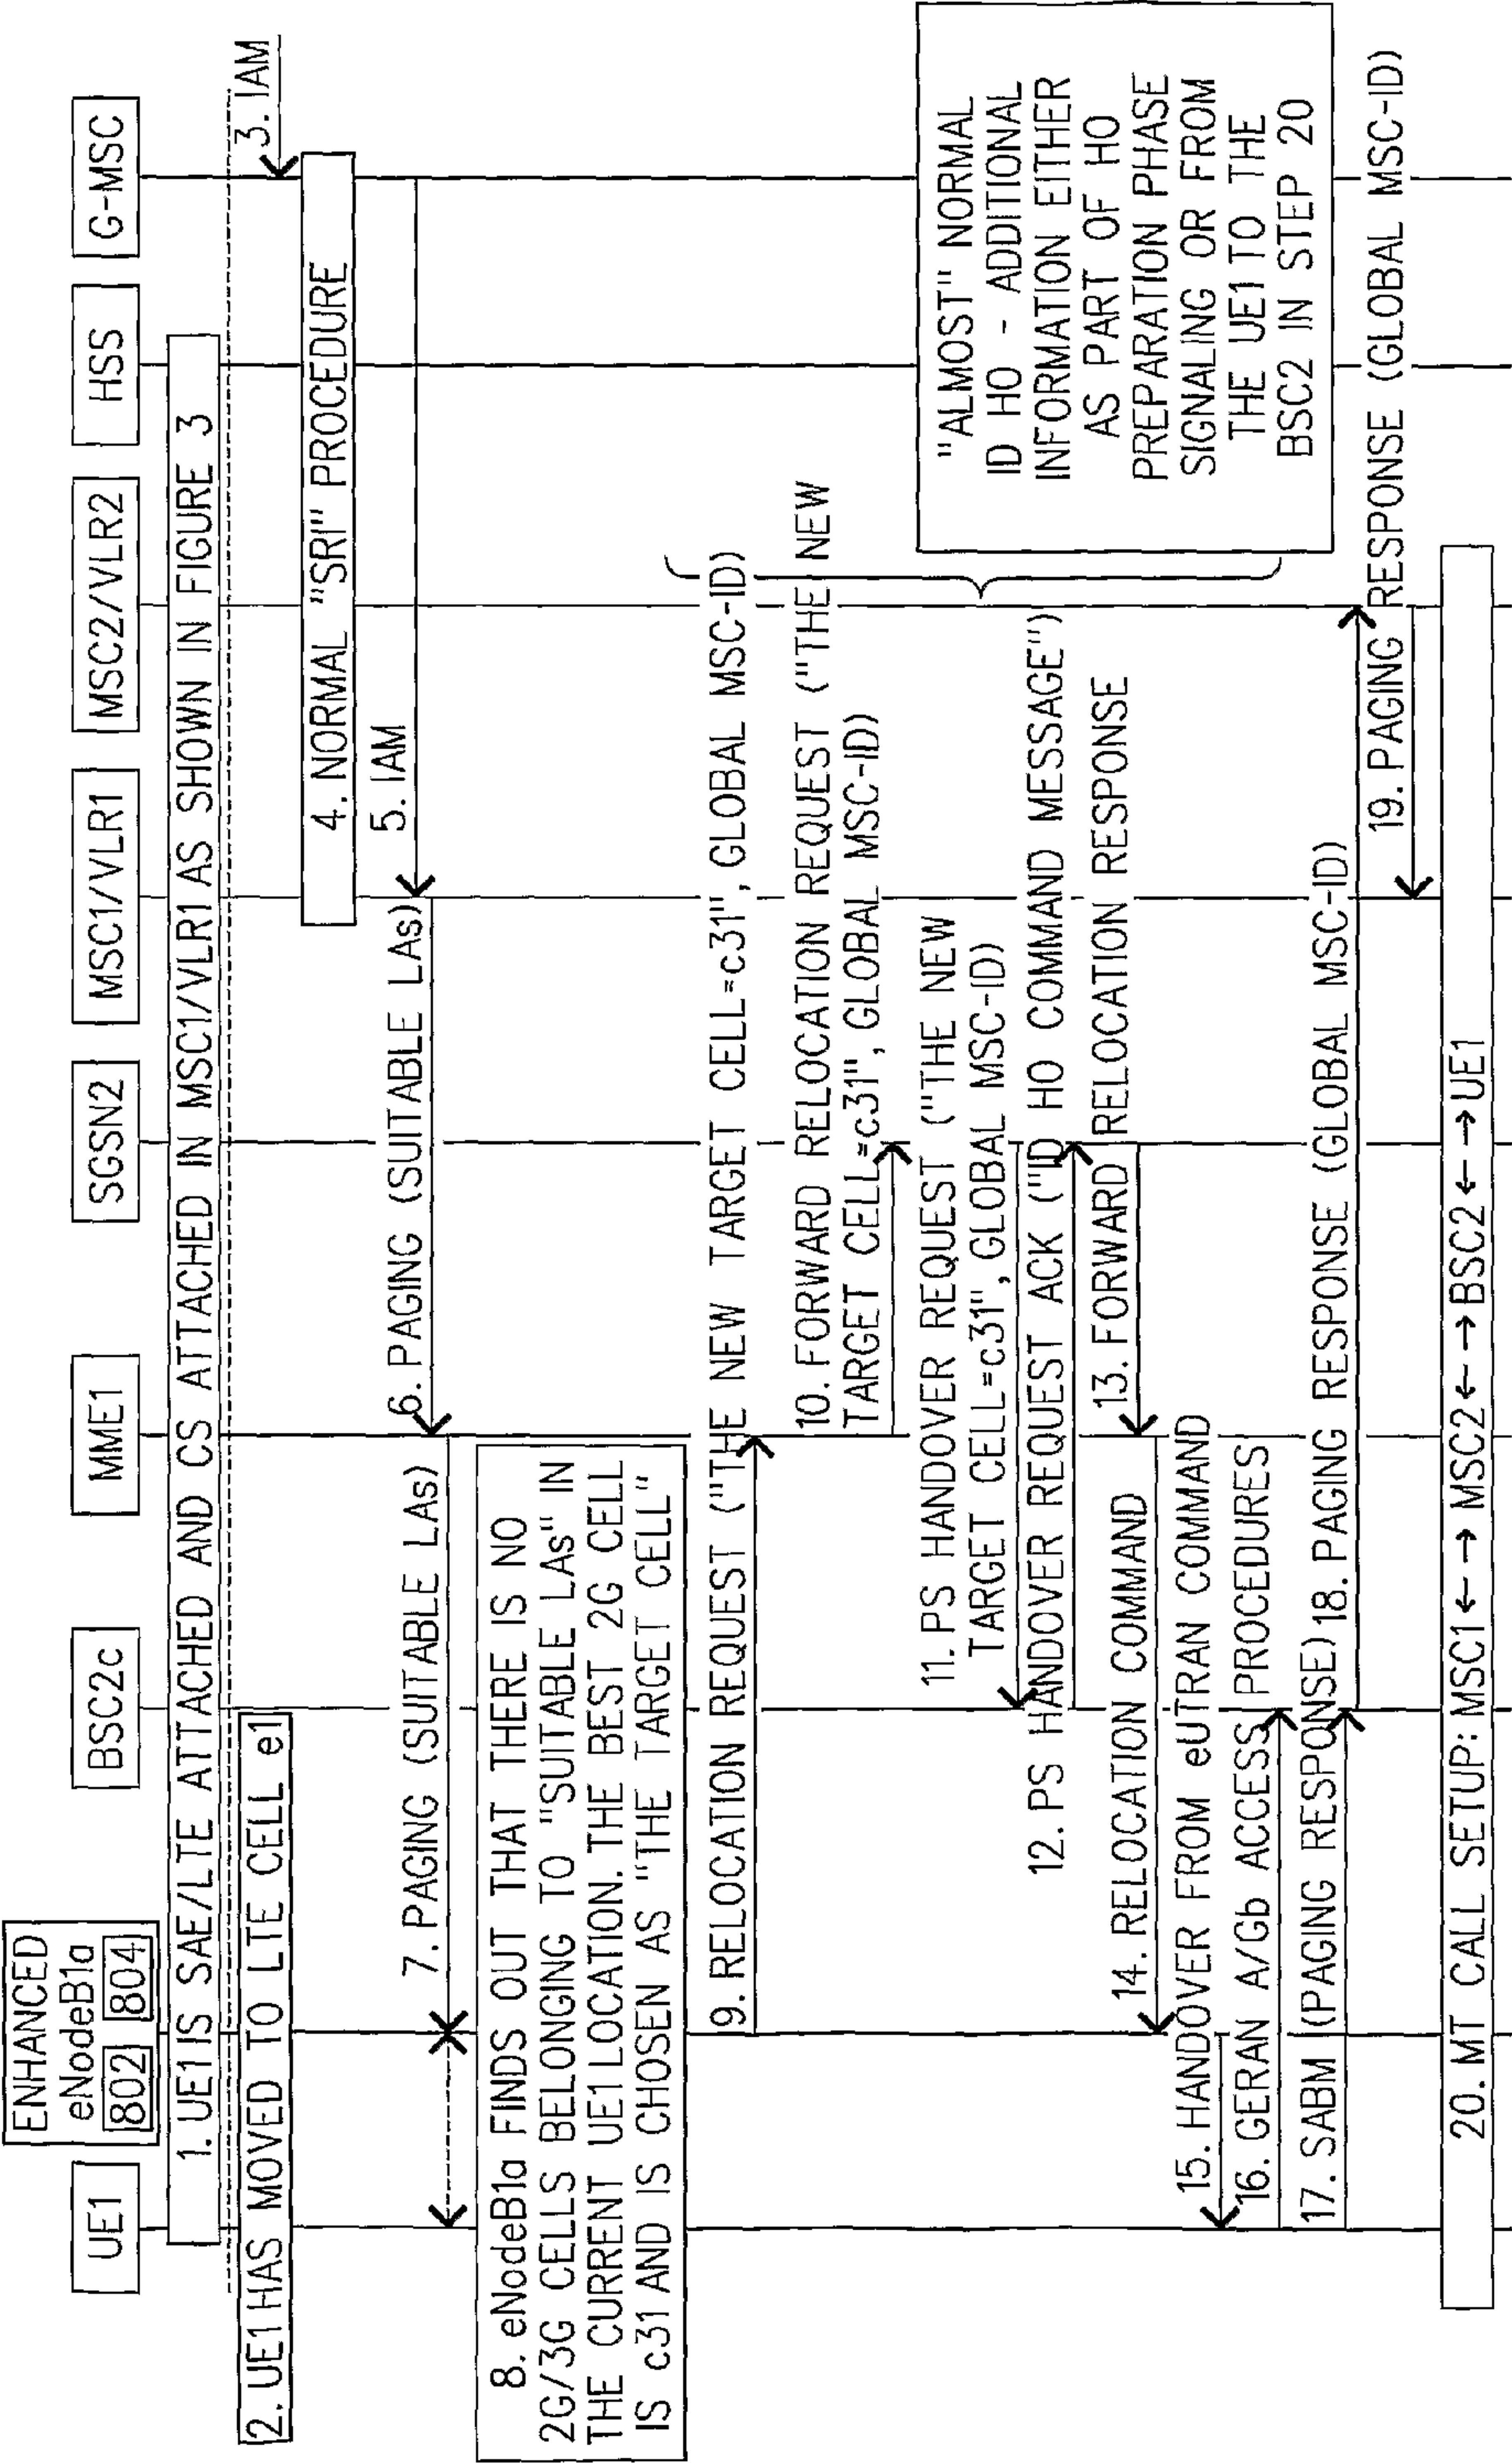 UE1
ENHANCED
eNodeB1a
802 804
BSC2c
MME1
SGSN2
MSC1/VLR1
MSC2/VLR2
HSS
G-MSC
1. UE1 IS SAE/LTE ATTACHED AND CS ATTACHED IN MSC1/VLR1 AS SHOWN IN FIGURE 3
2. UE1 HAS MOVED TO LTE CELL e1
3. IAM
4. NORMAL "SRI" PROCEDURE
5. IAM
6. PAGING (SUITABLE LAs)
7. PAGING (SUITABLE LAs)
8. eNodeB1a FINDS OUT THAT THERE IS NO
2G/3G CELLS BELONGING TO "SUITABLE LAs" IN
THE CURRENT UE1 LOCATION. THE BEST 2G CELL
IS c31 AND IS CHOSEN AS "THE TARGET CELL"
9. RELOCATION REQUEST ("THE NEW TARGET CELL=c31", GLOBAL MSC-ID)
10. FORWARD RELOCATION REQUEST ("THE NEW
TARGET CELL=c31", GLOBAL MSC-ID)
11. PS HANDOVER REQUEST ("THE NEW
TARGET CELL=c31", GLOBAL MSC-ID)
12. PS HANDOVER REQUEST ACK ("ID HO COMMAND MESSAGE")
13. FORWARD RELOCATION RESPONSE
14. RELOCATION COMMAND
15. HANDOVER FROM eUTRAN COMMAND
16. GERAN A/Gb ACCESS PROCEDURES
17. SABM (PAGING RESPONSE)
18. PAGING RESPONSE (GLOBAL MSC-ID)
19. PAGING RESPONSE (GLOBAL MSC-ID)
"ALMOST" NORMAL
ID HO - ADDITIONAL
INFORMATION EITHER
AS PART OF HO
PREPARATION PHASE
SIGNALING OR FROM
THE UE1 TO THE
BSC2 IN STEP 20
20. MT CALL SETUP: MSC1←→MSC2←→BSC2←→UE1